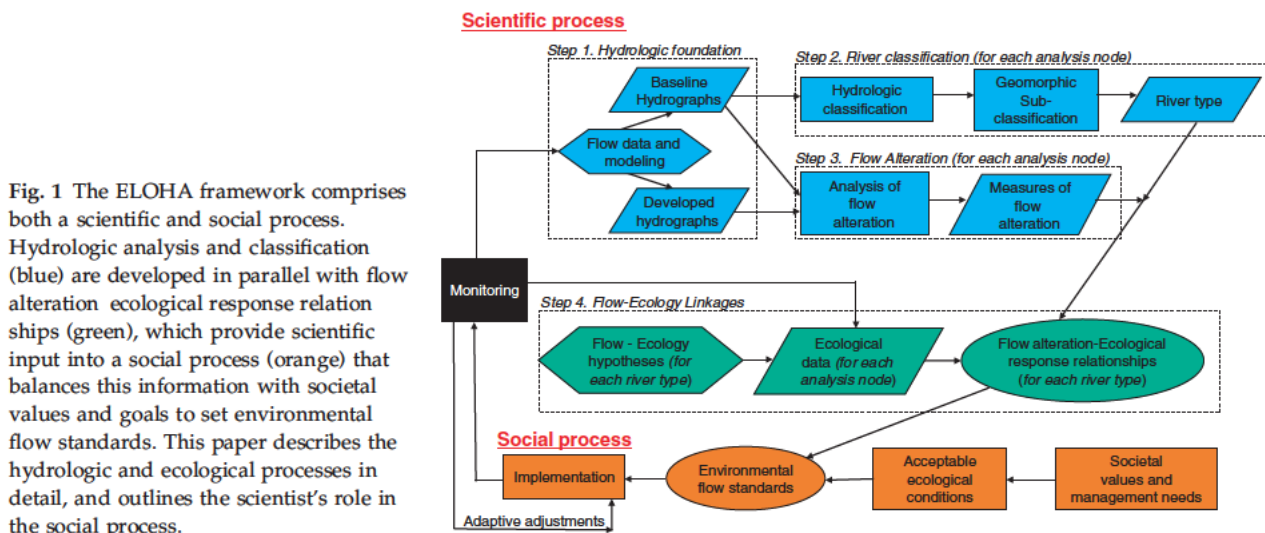 Scientific process
Step 1. Hydrologic foundation
Baseline
Hydrographs
Flow data and
modeling
Developed
hydrographs
Step 2. River classification (for each analysis node)
Hydrologic
classification
Geomorphic
Sub-
classification
River type
Step 3. Flow Alteration (for each analysis node)
Analysis of
flow
alteration
Measures of
flow
alteration
Monitoring
Step 4. Flow-Ecology Linkages
Flow - Ecology
hypotheses (for
each river type)
Ecological
data (for each
analysis node)
Flow alteration-Ecological
response relationships
(for each river type)
Social process
Implementation
Environmental
flow standards
Acceptable
ecological
conditions
Societal
values and
management needs
Adaptive adjustments
Fig. 1 The ELOHA framework comprises
both a scientific and social process.
Hydrologic analysis and classification
(blue) are developed in parallel with flow
alteration ecological response relation
ships (green), which provide scientific
input into a social process (orange) that
balances this information with societal
values and goals to set environmental
flow standards. This paper describes the
hydrologic and ecological processes in
detail, and outlines the scientist's role in
the social process.